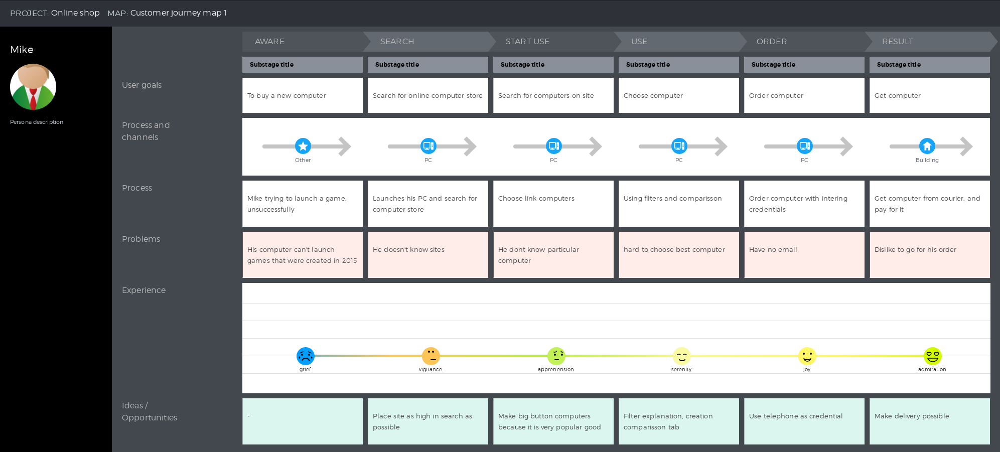 PROJECT: Online shop MAP: Customer journey map 1
Mike
Persona description
AWARE SEARCH START USE USE ORDER RESULT
Substage title Substage title Substage title Substage title Substage title Substage title
User goals
To buy a new computer
Search for online computer store
Search for computers on site
Choose computer
Order computer
Get computer
Process and
channels
Other PC PC PC PC Building
Process
Mike trying to launch a game,
unsuccessfully
Launches his PC and search for
computer store
Choose link computers
Using filters and comparisson
Order computer with intering
credentials
Get computer from courier, and
pay for it
Problems
His computer can't launch
games that were created in 2015
He doesn't know sites
He dont know particular
computer
hard to choose best computer
Have no email
Dislike to go for his order
Experience
grief vigilance apprehension serenity joy admiration
Ideas /
Opportunities
-
Place site as high in search as
possible
Make big button computers
because it is very popular good
Filter explanation, creation
comparisson tab
Use telephone as credential
Make delivery possible